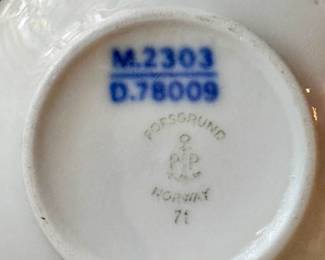 M.2303
D.78009
PORSGRUND
P P
NORWAY
71